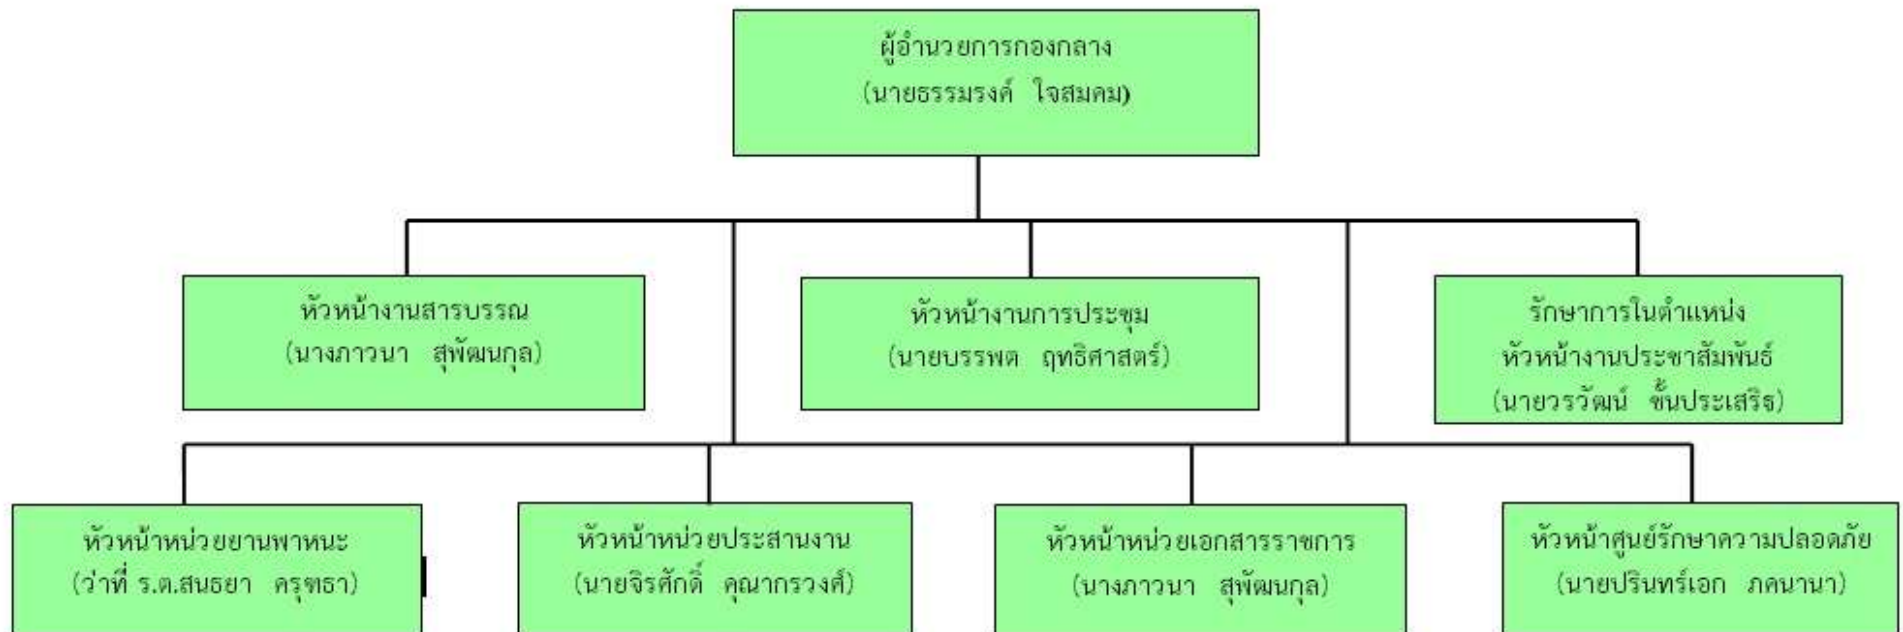 ผู้อำนวยการกองกลาง
(นายธรรมรงค์ ใจสมคม)
หัวหน้างานสารบรรณ
(นางภาวนา สุพัฒนกุล)
หัวหน้างานการประชุม
(นายบรรพต ฤทธิศาสตร์)
รักษาการในตำแหน่ง
หัวหน้างานประชาสัมพันธ์
(นายวรวัฒน์ ชั้นประเสริฐ)
หัวหน้าหน่วยยานพาหนะ
(ว่าที่ ร.ต.สนธยา ครุฑธา)
หัวหน้าหน่วยประสานงาน
(นายจิรศักดิ์ คุณากรวงศ์)
หัวหน้าหน่วยเอกสารราชการ
(นางภาวนา สุพัฒนกุล)
หัวหน้าศูนย์รักษาความปลอดภัย
(นายปรินทร์เอก ภคนานา)